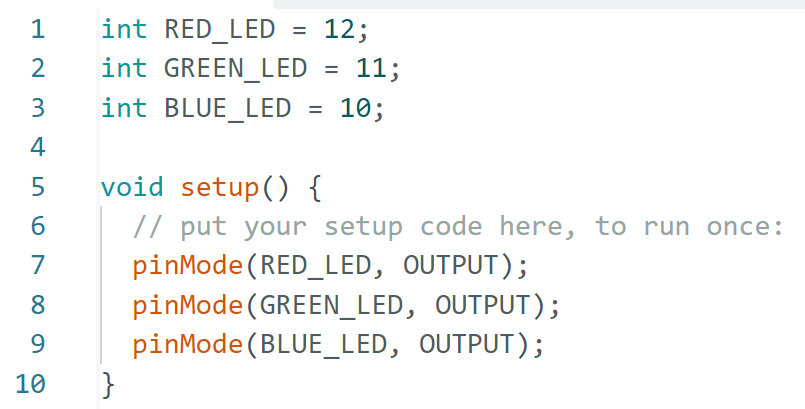 1 int RED_LED = 12;
2 int GREEN_LED = 11;
3 int BLUE_LED = 10;
4
5 void setup() {
6 // put your setup code here, to run once:
7 pinMode(RED_LED, OUTPUT);
8 pinMode(GREEN_LED, OUTPUT);
9 pinMode(BLUE_LED, OUTPUT);
10 }